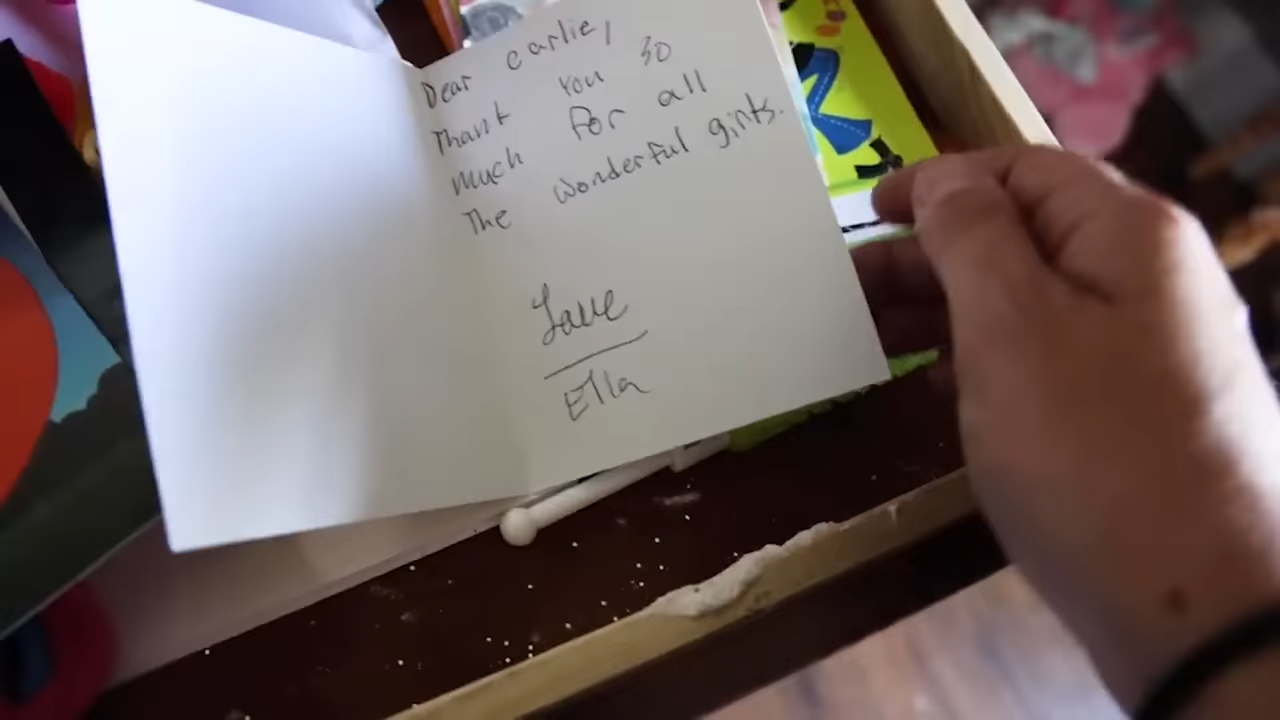 Dear carlie,
Thank you so
much for all
The wonderful gifts.
Love
Ella